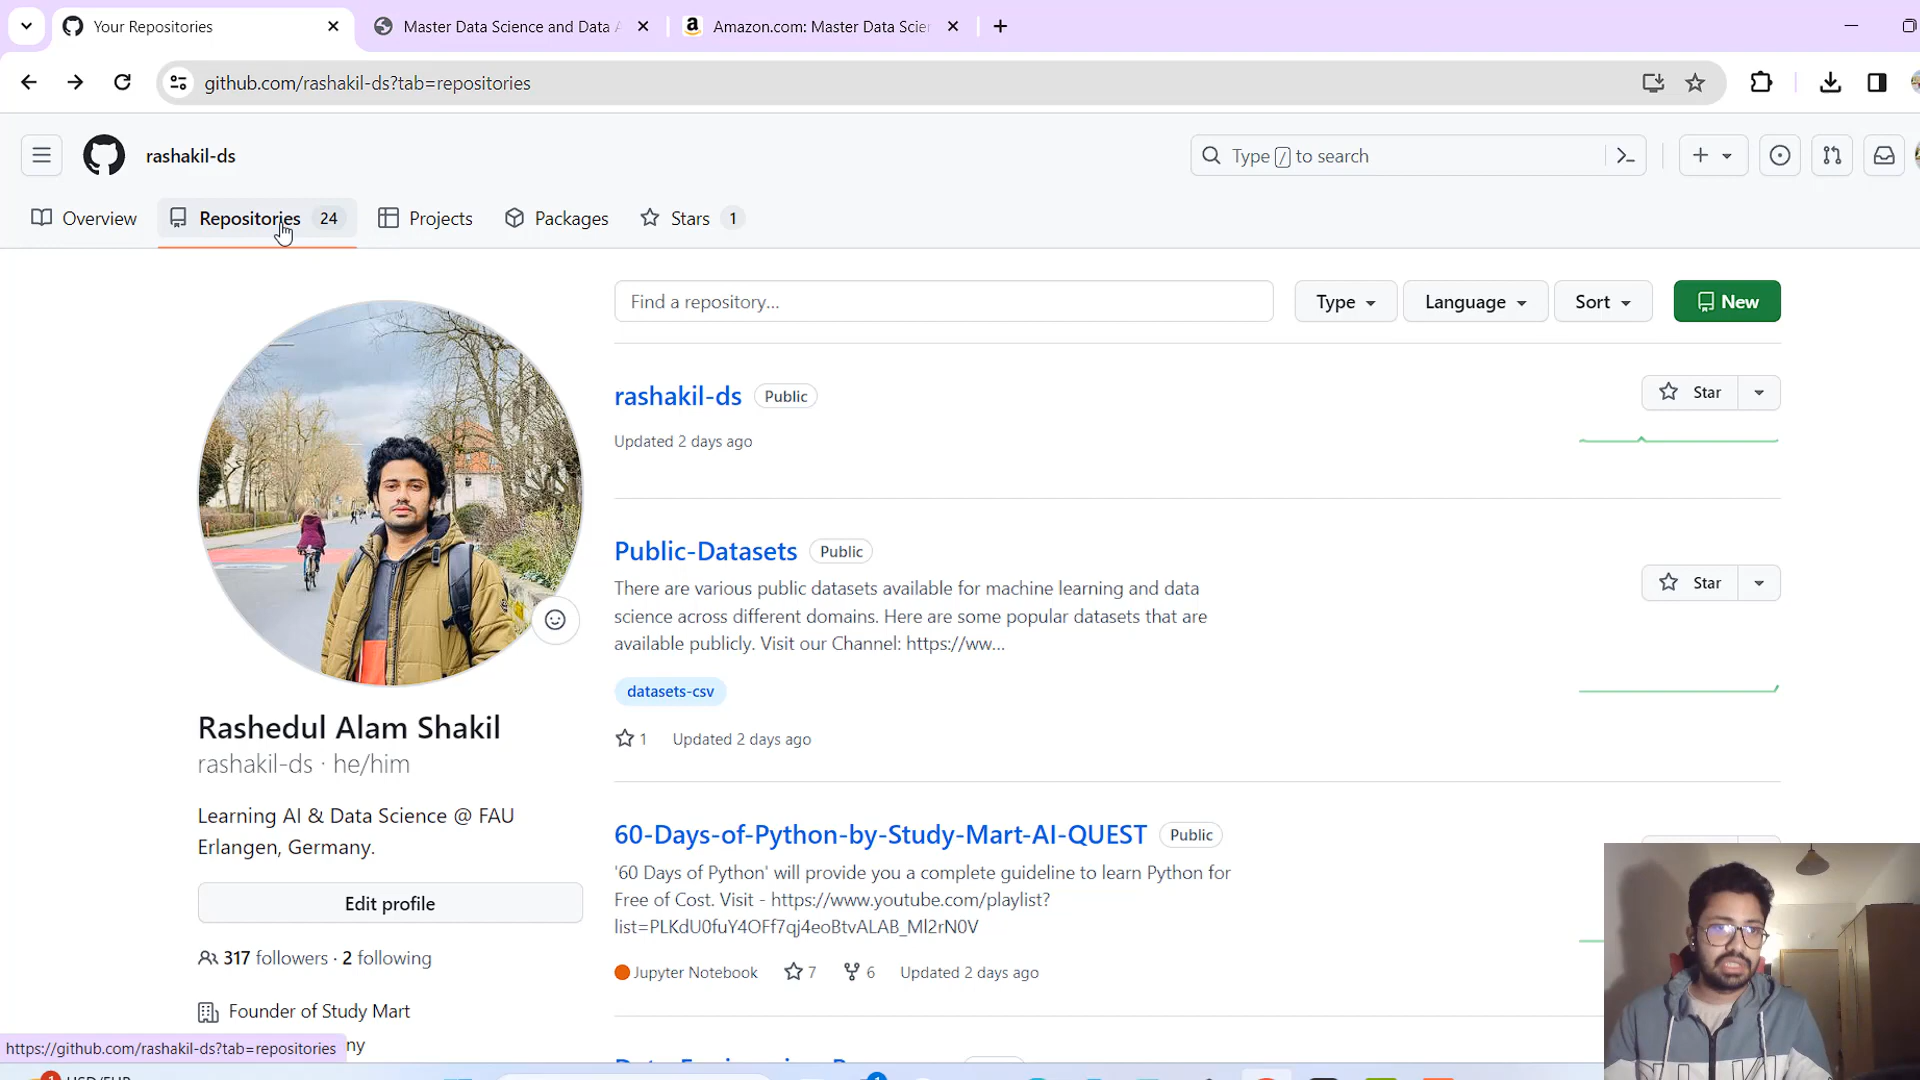 Your Repositories
Master Data Science and Data
Amazon.com: Master Data Scien
github.com/rashakil-ds?tab=repositories
rashakil-ds
Type / to search
Overview
Repositories 24
Projects
Packages
Stars 1
Find a repository...
Type
Language
Sort
New
rashakil-ds Public
Star
Updated 2 days ago
Public-Datasets Public
There are various public datasets available for machine learning and data
science across different domains. Here are some popular datasets that are
available publicly. Visit our Channel: https://ww...
Star
datasets-csv
1 Updated 2 days ago
60-Days-of-Python-by-Study-Mart-AI-QUEST Public
'60 Days of Python' will provide you a complete guideline to learn Python for
Free of Cost. Visit - https://www.youtube.com/playlist?
list=PLKdU0fuY4OFf7qj4eoBtvALAB_Ml2rN0V
Jupyter Notebook 7 6 Updated 2 days ago
Rashedul Alam Shakil
rashakil-ds · he/him
Learning AI & Data Science @ FAU
Erlangen, Germany.
Edit profile
317 followers · 2 following
Founder of Study Mart
https://github.com/rashakil-ds?tab=repositories
ny
1
USD/EUR